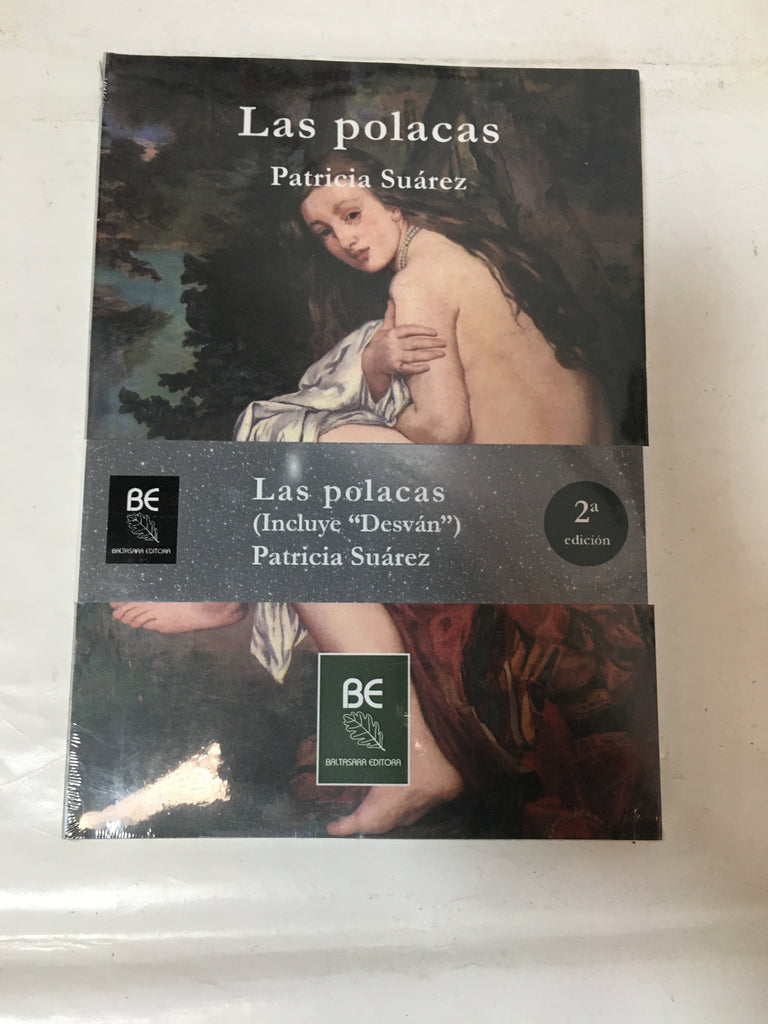 Las polacas
Patricia Suárez
BE
BALTASARA EDITORA
Las polacas
(Incluye “Desván”)
Patricia Suárez
2ª
edición
BE
BALTASARA EDITORA